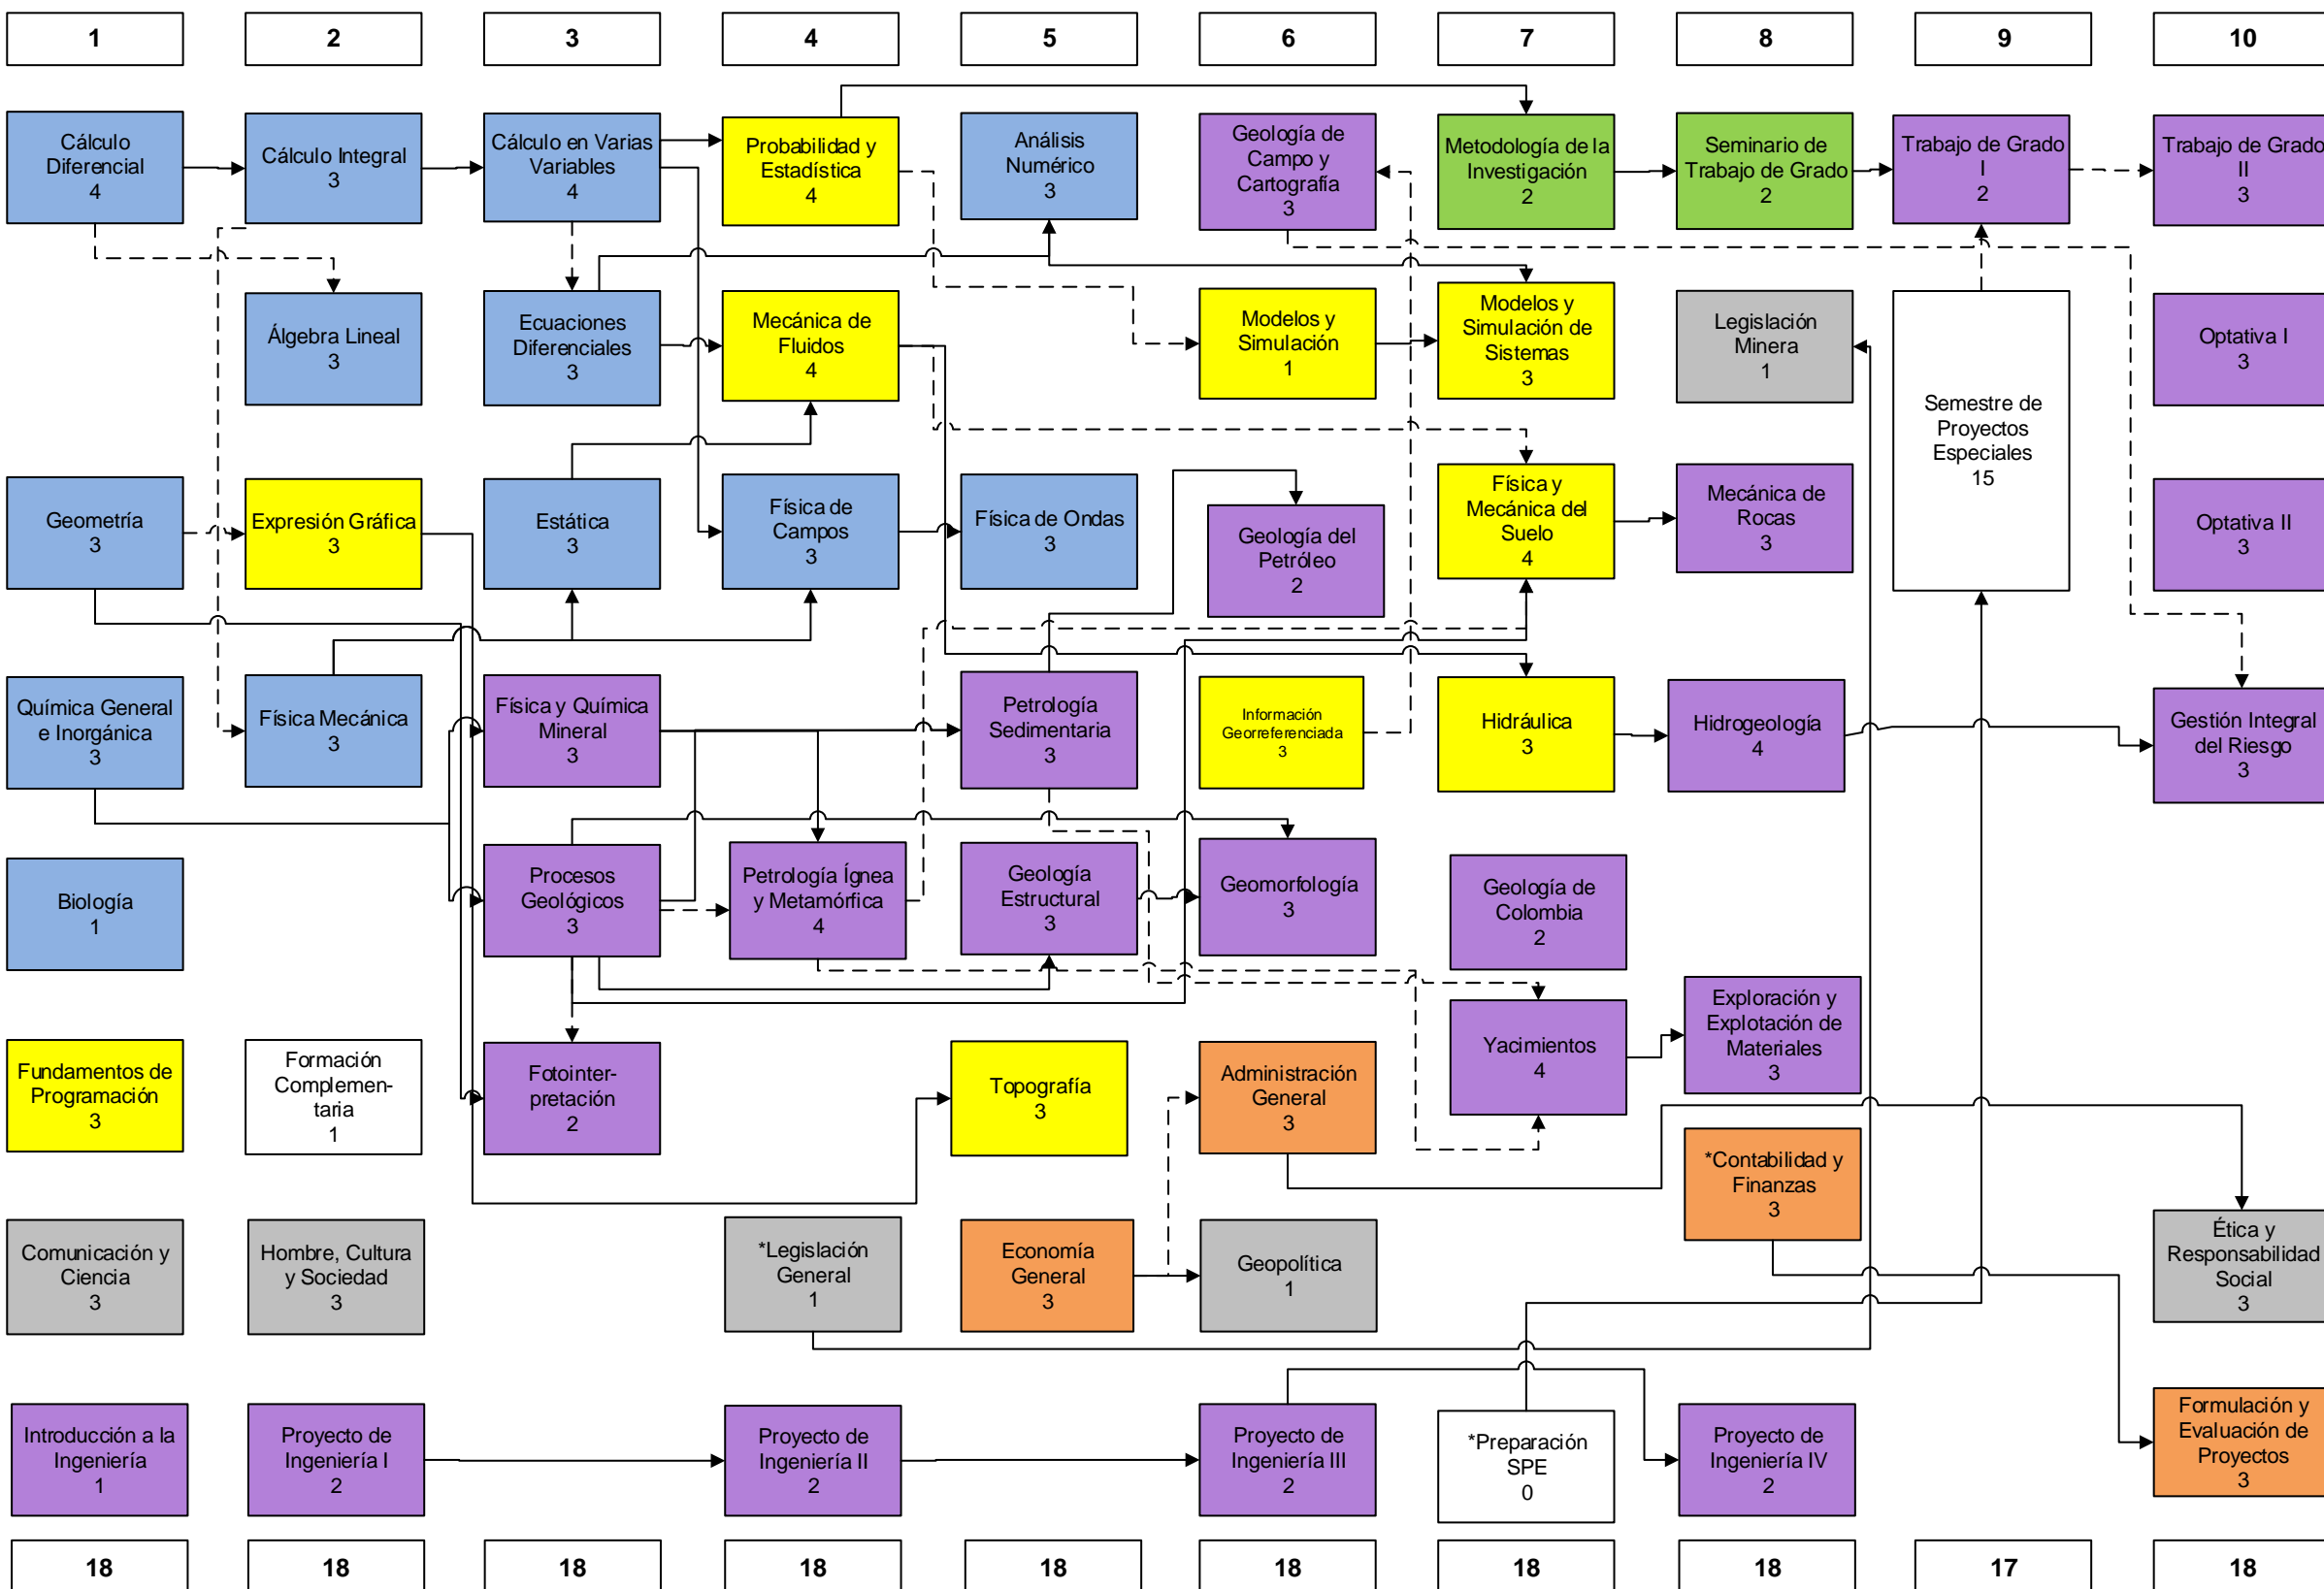 1
2
3
4
5
6
7
8
9
10
Cálculo
Diferencial
4
Cálculo Integral
3
Cálculo en Varias
Variables
4
Probabilidad y
Estadística
4
Análisis
Numérico
3
Geología de
Campo y
Cartografía
3
Metodología de la
Investigación
2
Seminario de
Trabajo de Grado
2
Trabajo de Grado
I
2
Trabajo de Grado
II
3
Álgebra Lineal
3
Ecuaciones
Diferenciales
3
Mecánica de
Fluidos
4
Modelos y
Simulación
1
Modelos y
Simulación de
Sistemas
3
Legislación
Minera
1
Semestre de
Proyectos
Especiales
15
Optativa I
3
Geometría
3
Expresión Gráfica
3
Estática
3
Física de
Campos
3
Física de Ondas
3
Geología del
Petróleo
2
Física y
Mecánica del
Suelo
4
Mecánica de
Rocas
3
Optativa II
3
Química General
e Inorgánica
3
Física Mecánica
3
Física y Química
Mineral
3
Petrología
Sedimentaria
3
Información
Georreferenciada
3
Hidráulica
3
Hidrogeología
4
Gestión Integral
del Riesgo
3
Biología
1
Procesos
Geológicos
3
Petrología Ígnea
y Metamórfica
4
Geología
Estructural
3
Geomorfología
3
Geología de
Colombia
2
Fundamentos de
Programación
3
Formación
Complemen-
taria
1
Fotointer-
pretación
2
Topografía
3
Administración
General
3
Yacimientos
4
Exploración y
Explotación de
Materiales
3
*Contabilidad y
Finanzas
3
Comunicación y
Ciencia
3
Hombre, Cultura
y Sociedad
3
*Legislación
General
1
Economía
General
3
Geopolítica
1
Ética y
Responsabilidad
Social
3
Introducción a la
Ingeniería
1
Proyecto de
Ingeniería I
2
Proyecto de
Ingeniería II
2
Proyecto de
Ingeniería III
2
*Preparación
SPE
0
Proyecto de
Ingeniería IV
2
Formulación y
Evaluación de
Proyectos
3
18
18
18
18
18
18
18
18
17
18